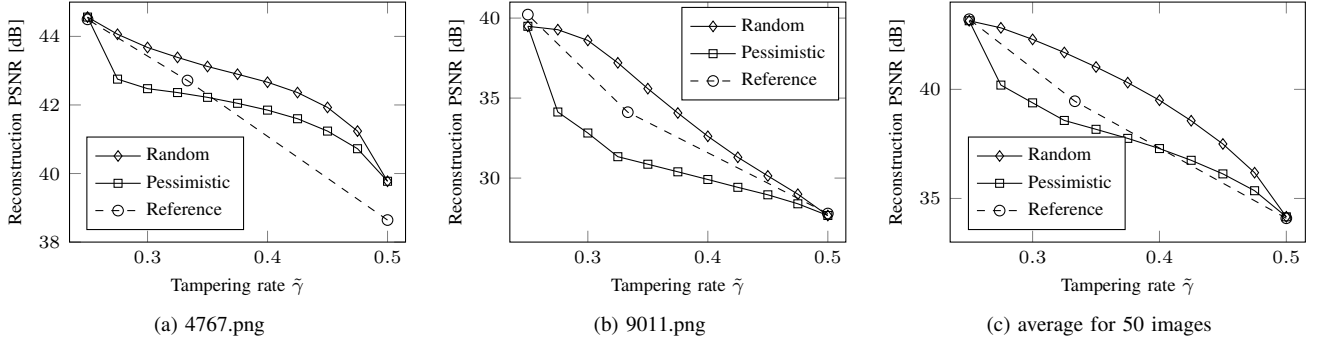 44
42
40
38
0.3
0.4
0.5
Reconstruction PSNR [dB]
Tampering rate γ̃
Random
Pessimistic
Reference
(a) 4767.png
40
35
30
0.3
0.4
0.5
Reconstruction PSNR [dB]
Tampering rate γ̃
Random
Pessimistic
Reference
(b) 9011.png
40
35
0.3
0.4
0.5
Reconstruction PSNR [dB]
Tampering rate γ̃
Random
Pessimistic
Reference
(c) average for 50 images